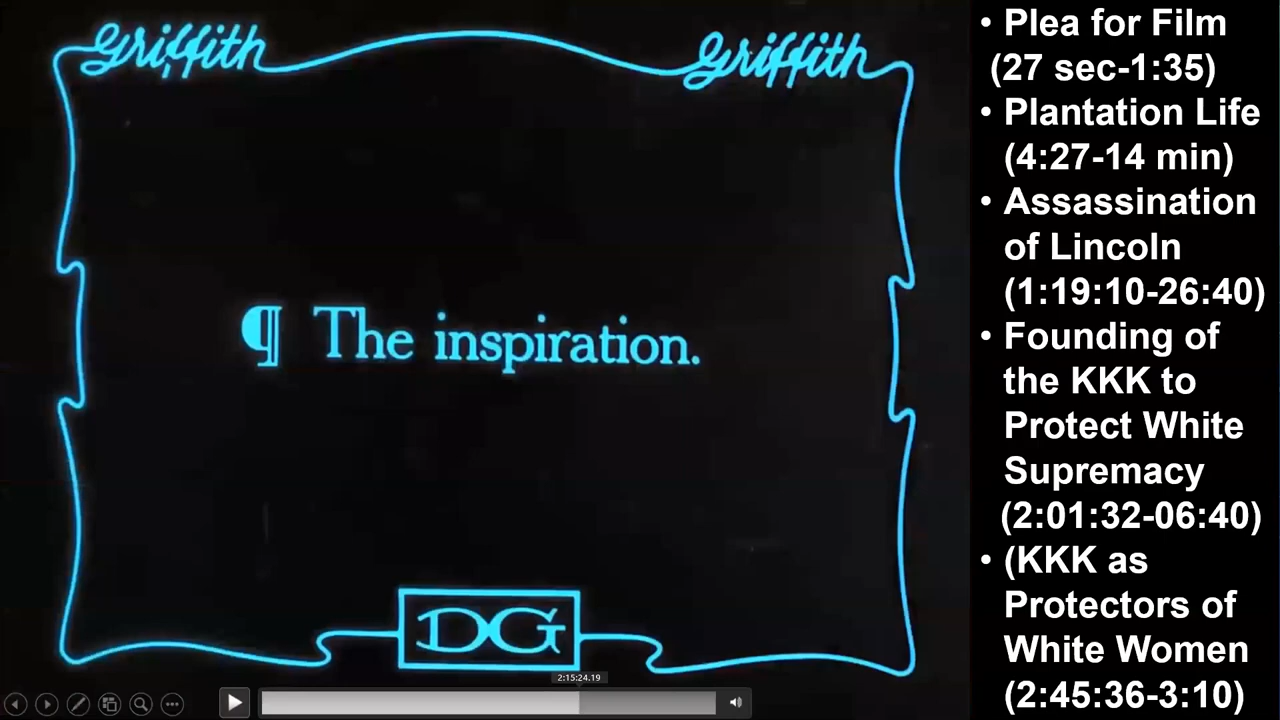 Griffith Griffith
¶ The inspiration.
DG
2:15:24.19
• Plea for Film
(27 sec-1:35)
• Plantation Life
(4:27-14 min)
• Assassination
of Lincoln
(1:19:10-26:40)
• Founding of
the KKK to
Protect White
Supremacy
(2:01:32-06:40)
• (KKK as
Protectors of
White Women
(2:45:36-3:10)